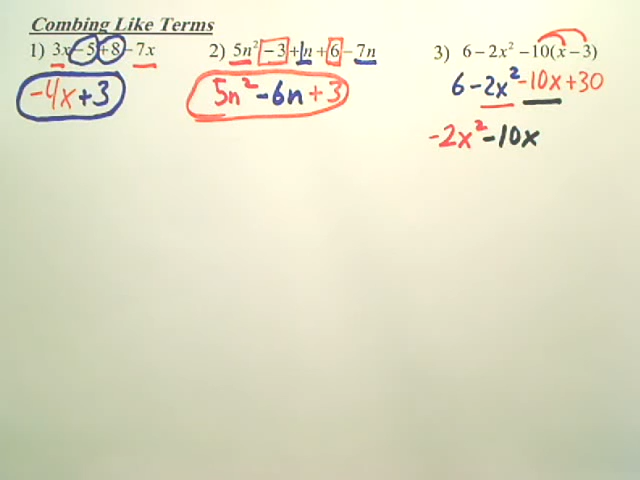 Combing Like Terms
1) 3x − 5 + 8 − 7x
-4x + 3
2) 5n² − 3 + n + 6 − 7n
5n² - 6n + 3
3) 6 − 2x² − 10(x − 3)
6 - 2x² - 10x + 30
-2x² - 10x